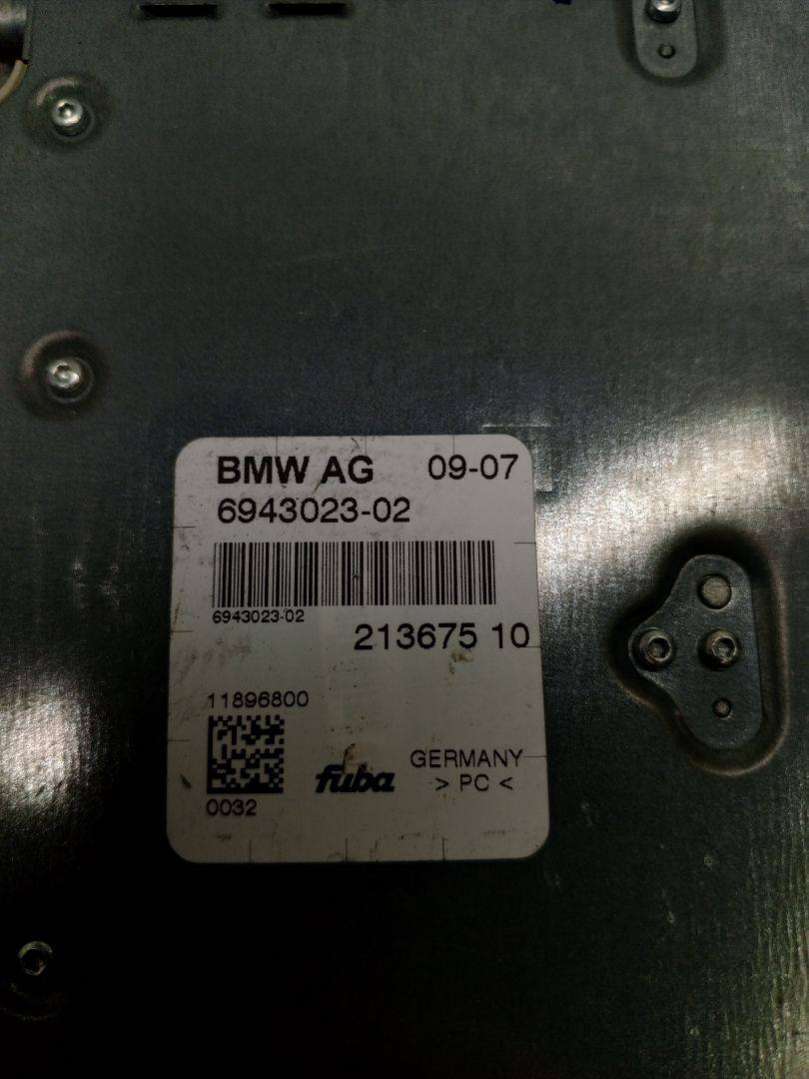 BMW AG 09-07
6943023-02
6943023-02
213675 10
11896800
fuba GERMANY
> PC <
0032